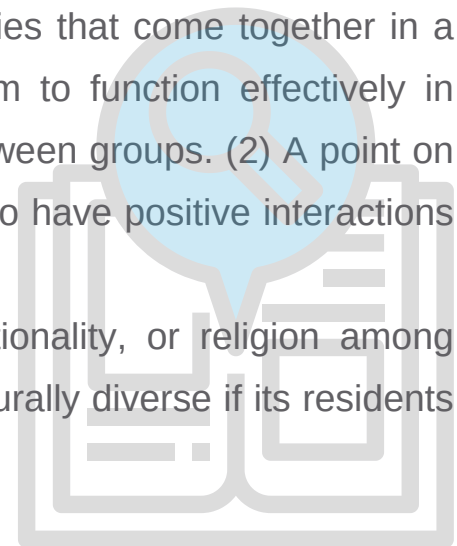 ies that come together in a
m to function effectively in
ween groups. (2) A point on
o have positive interactions
tionality, or religion among
urally diverse if its residents